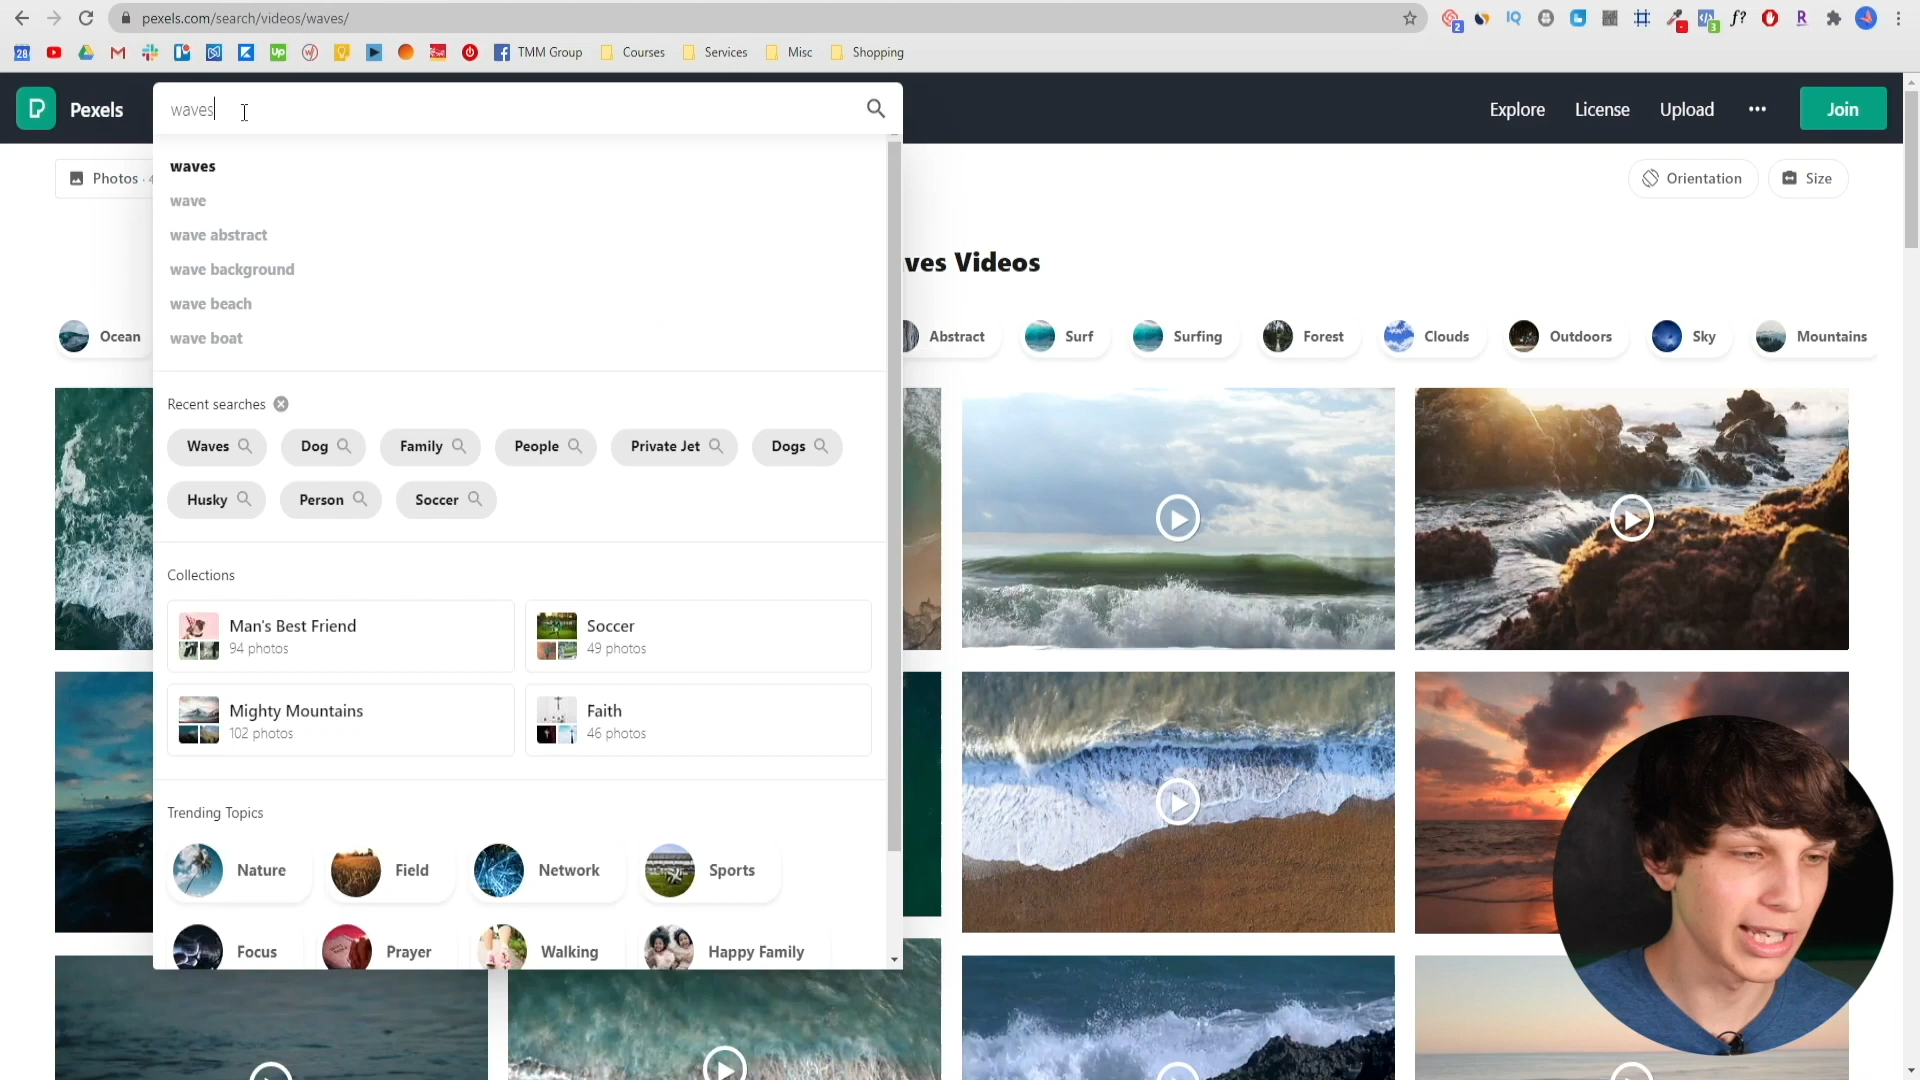 pexels.com/search/videos/waves/
TMM Group
Courses
Services
Misc
Shopping
Pexels
waves
Explore
License
Upload
Join
Photos
Orientation
Size
waves
wave
wave abstract
wave background
wave beach
wave boat
ves Videos
Ocean
Abstract
Surf
Surfing
Forest
Clouds
Outdoors
Sky
Mountains
Recent searches
Waves
Dog
Family
People
Private Jet
Dogs
Husky
Person
Soccer
Collections
Man's Best Friend
94 photos
Soccer
49 photos
Mighty Mountains
102 photos
Faith
46 photos
Trending Topics
Nature
Field
Network
Sports
Focus
Prayer
Walking
Happy Family